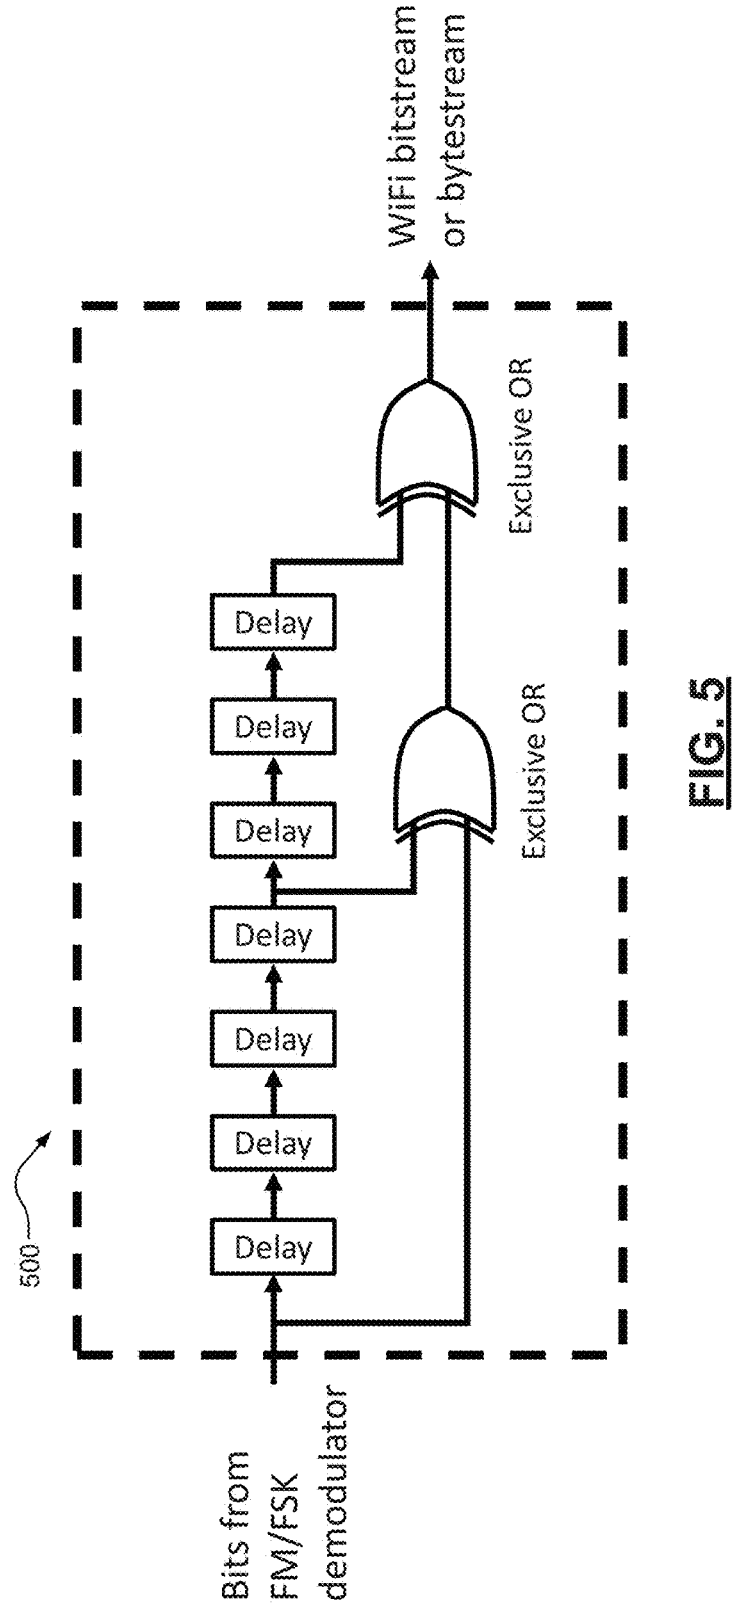 500
Bits from
FM/FSK
demodulator
Delay
Delay
Delay
Delay
Delay
Delay
Delay
Exclusive OR
Exclusive OR
WiFi bitstream
or bytestream
FIG. 5